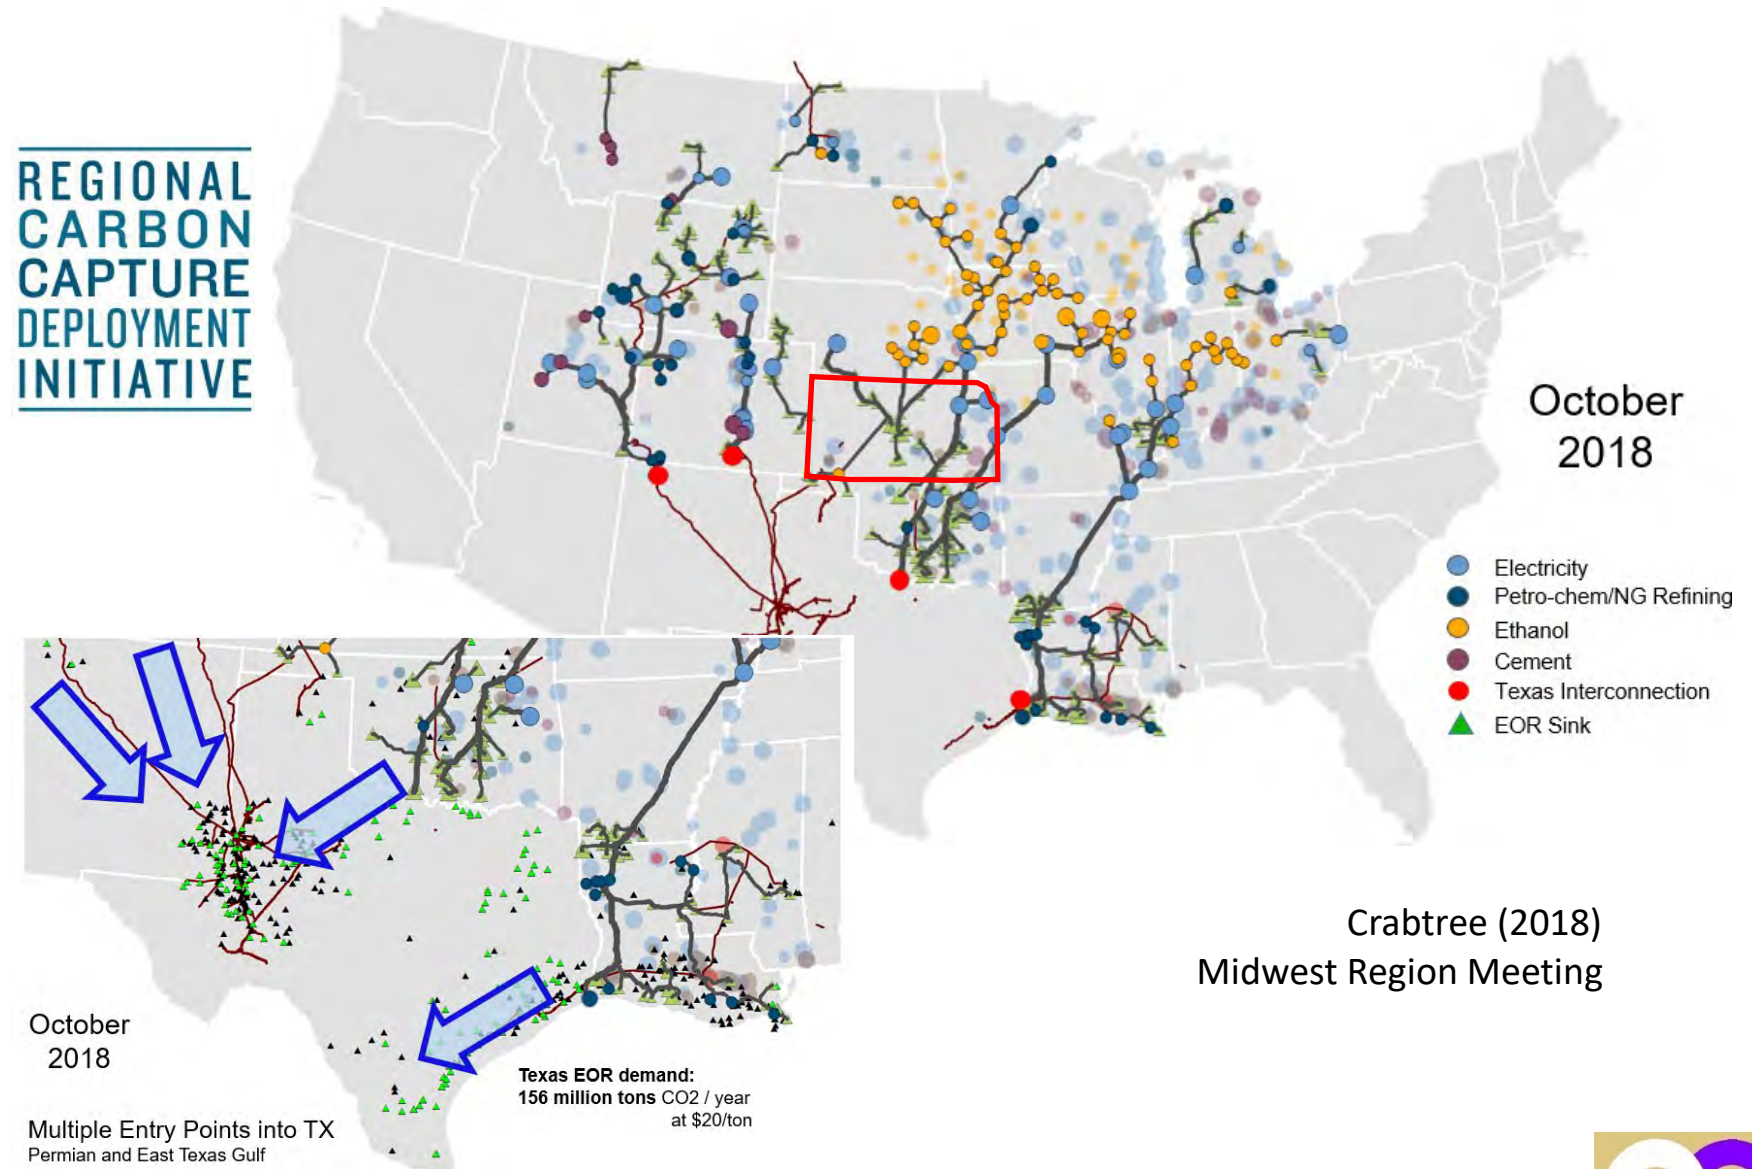 REGIONAL
CARBON
CAPTURE
DEPLOYMENT
INITIATIVE
October
2018
Electricity
Petro-chem/NG Refining
Ethanol
Cement
Texas Interconnection
EOR Sink
Crabtree (2018)
Midwest Region Meeting
October
2018
Texas EOR demand:
156 million tons CO2 / year
at $20/ton
Multiple Entry Points into TX
Permian and East Texas Gulf